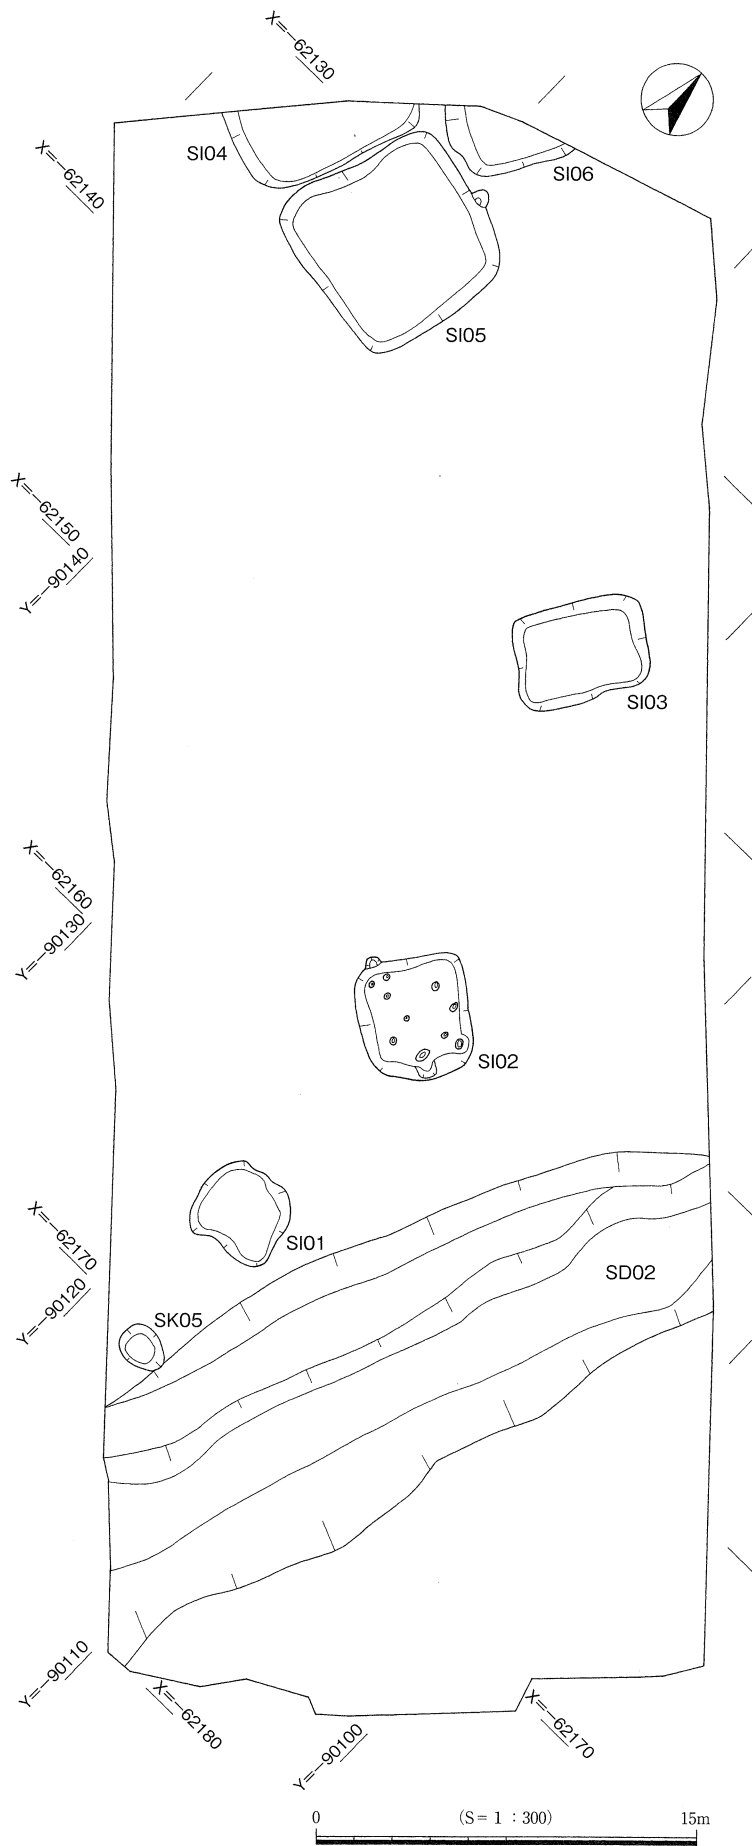 X=-62130
X=-62140
SI04
SI06
SI05
X=-62150
Y=-90140
SI03
X=-62160
Y=-90130
SI02
X=-62170
SI01
Y=-90120
SK05
SD02
Y=-90110
X=-62180
Y=-90100
X=-62170
0 (S=1:300) 15m